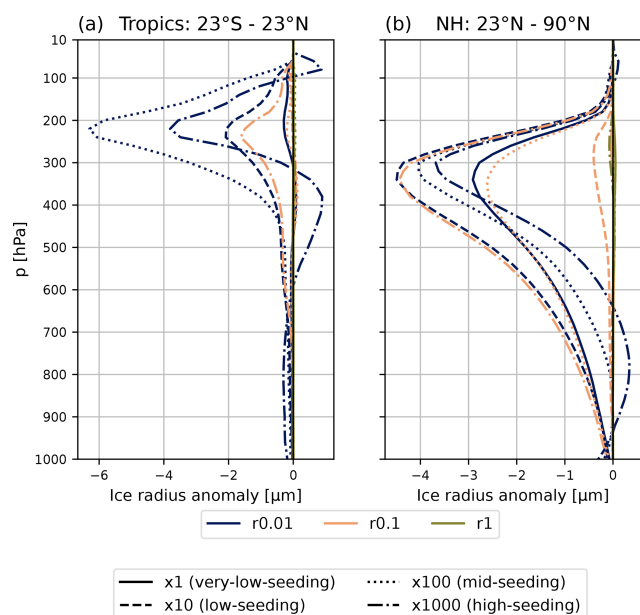 (a) Tropics: 23°S - 23°N
(b) NH: 23°N - 90°N
10
100
200
300
400
500
600
700
800
900
1000
p [hPa]
−6 −4 −2 0
−4 −3 −2 −1 0
Ice radius anomaly [μm]
Ice radius anomaly [μm]
r0.01 r0.1 r1
x1 (very-low-seeding) x100 (mid-seeding)
x10 (low-seeding) x1000 (high-seeding)